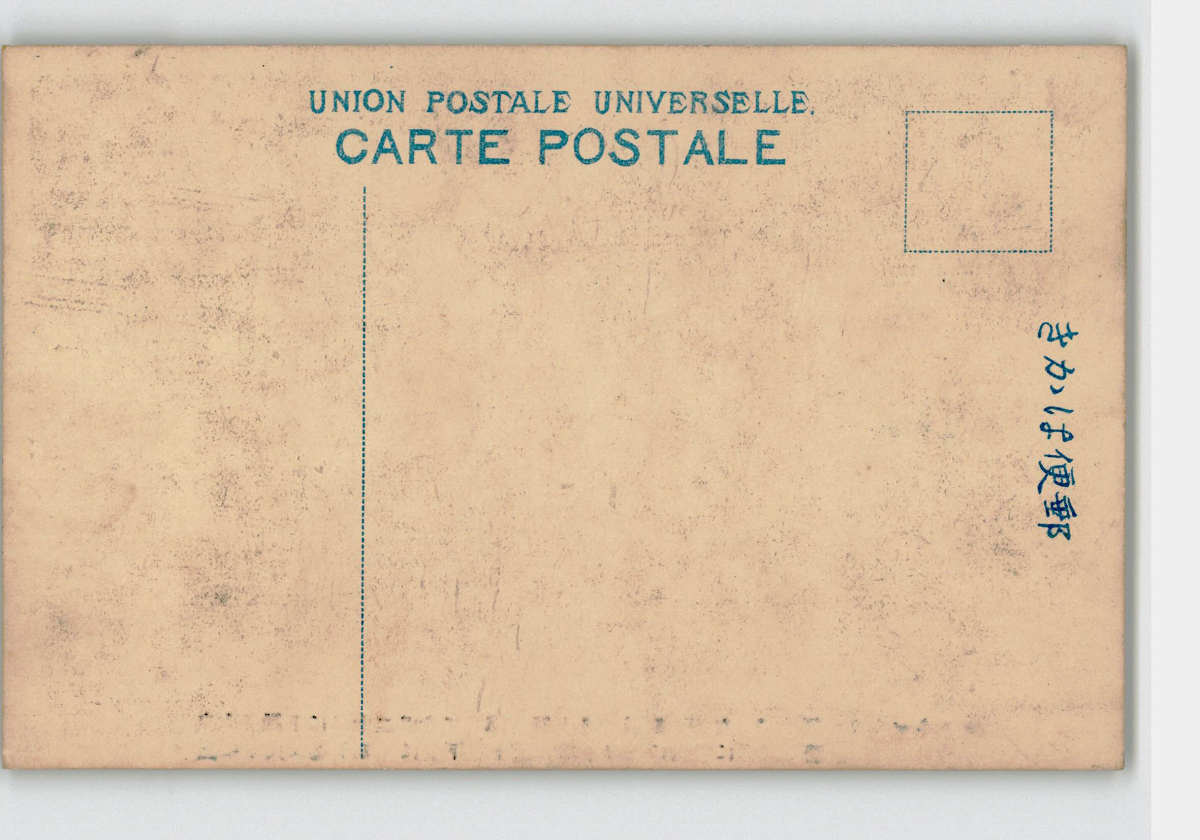 UNION POSTALE UNIVERSELLE.
CARTE POSTALE
きかは便郵